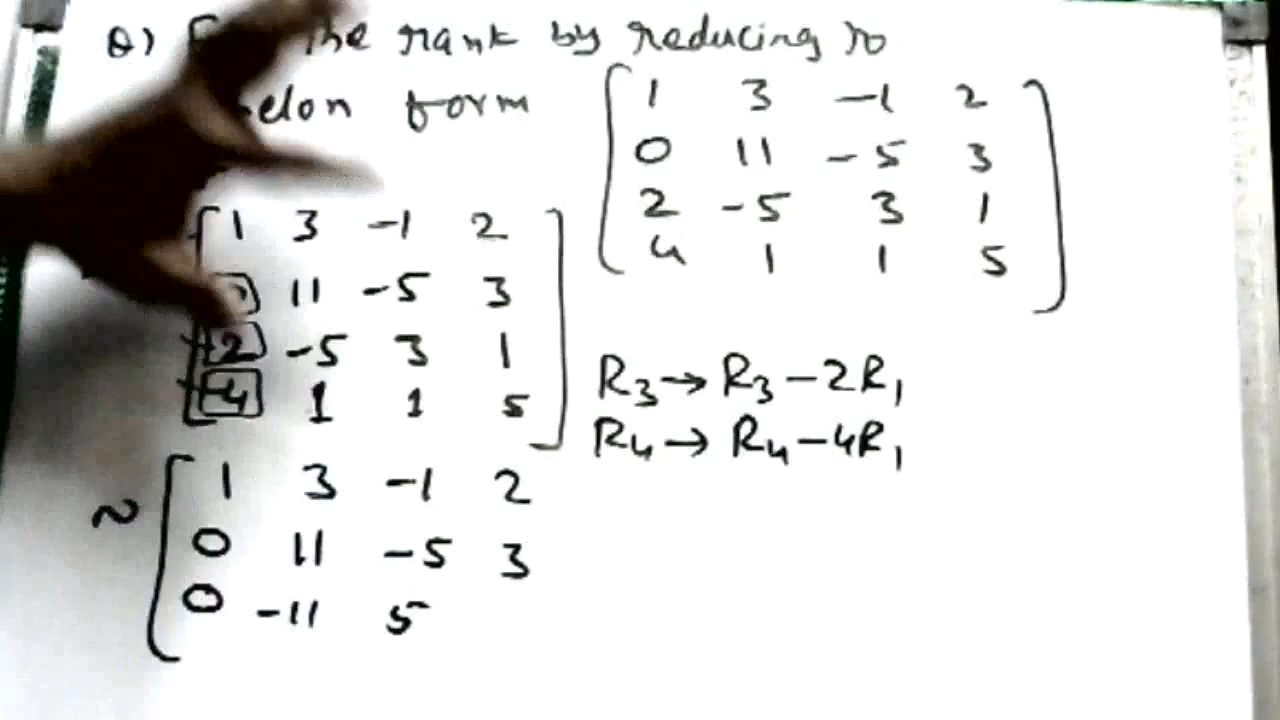 Q) the rank by reducing to
elon form
1 3 -1 2
0 11 -5 3
2 -5 3 1
4 1 1 5
1 3 -1 2
11 -5 3
2 -5 3 1
4 1 1 5
R3 → R3 - 2R1
R4 → R4 - 4R1
~ 1 3 -1 2
0 11 -5 3
0 -11 5